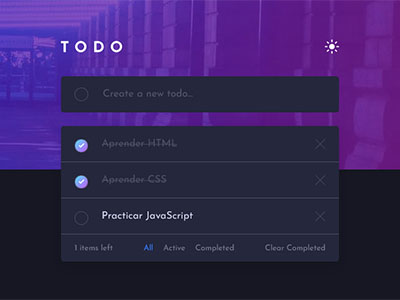 TODO
Create a new todo...
Aprender HTML
Aprender CSS
Practicar JavaScript
1 items left All Active Completed Clear Completed